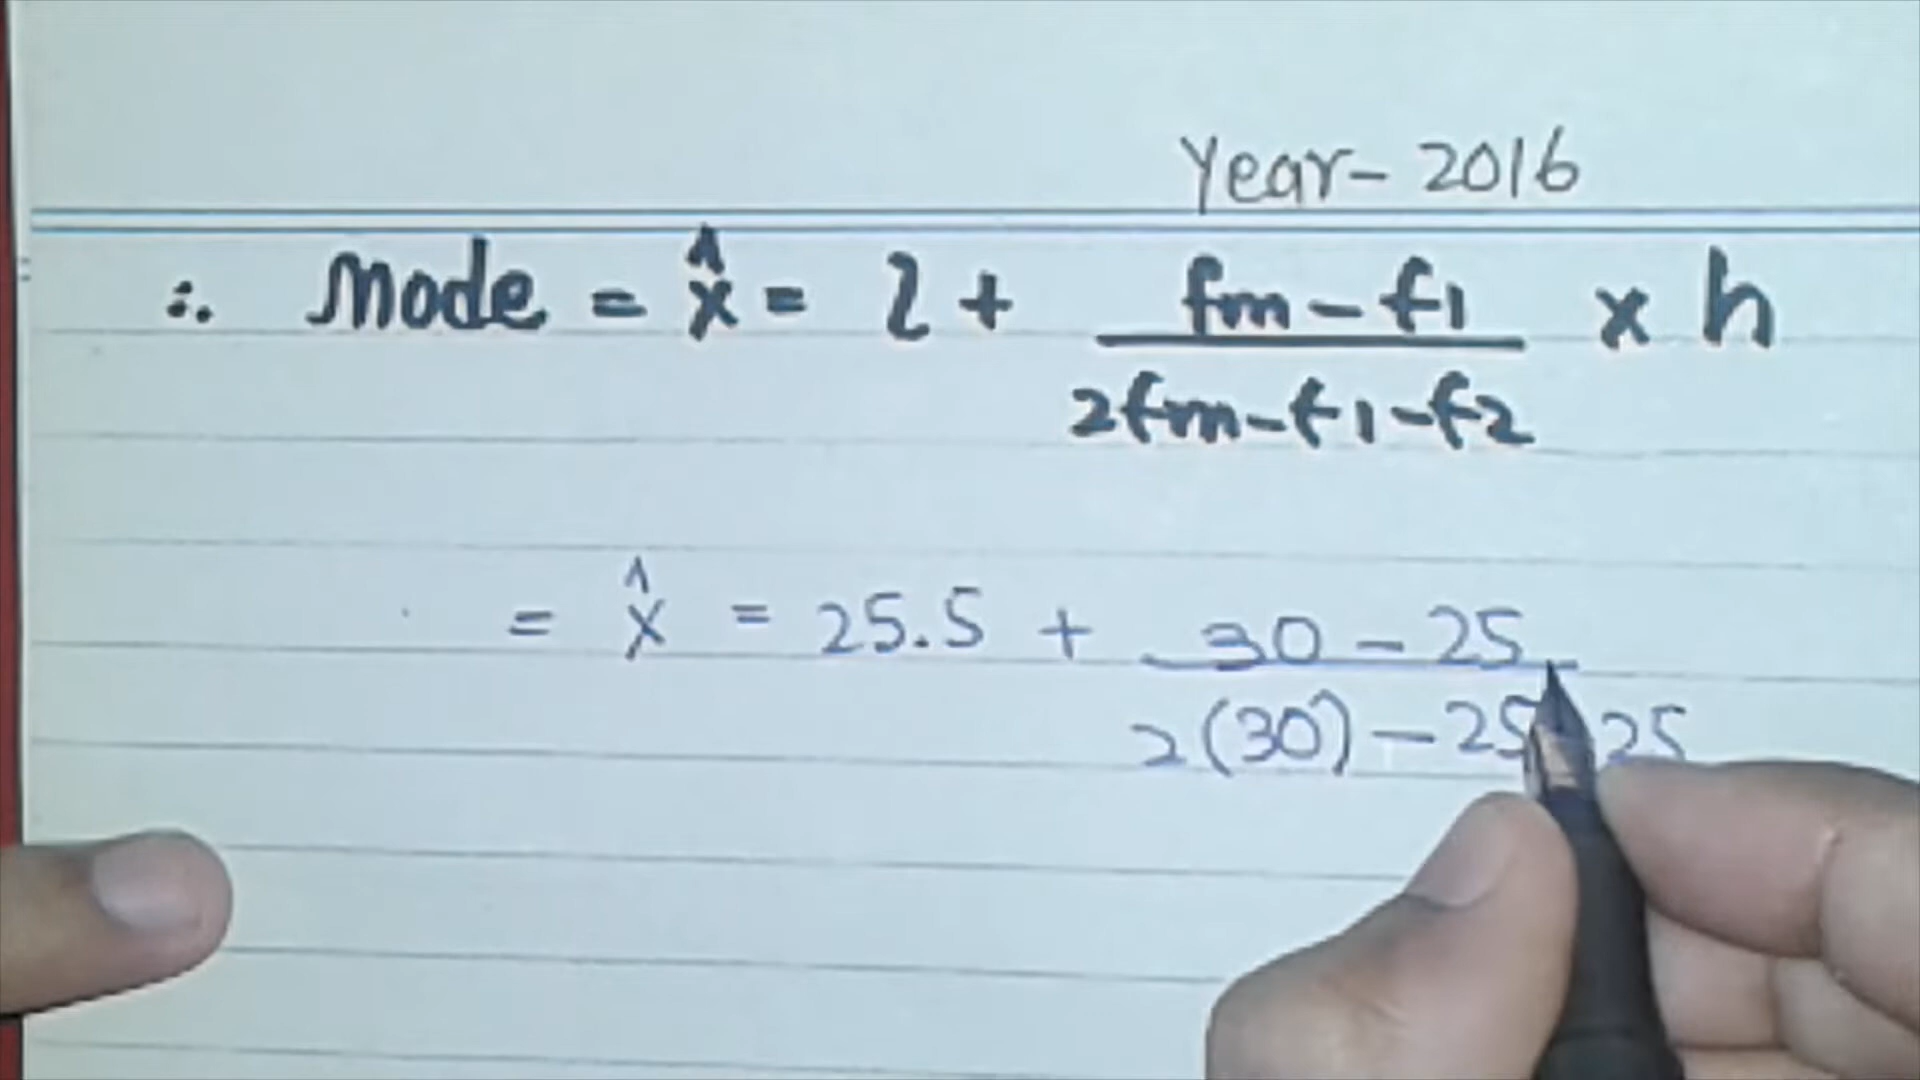 Year- 2016
∴ Mode = x̂ = l + fm - f1 × h
2fm - f1 - f2
= x̂ = 25.5 + 30 - 25
2(30) - 25 25